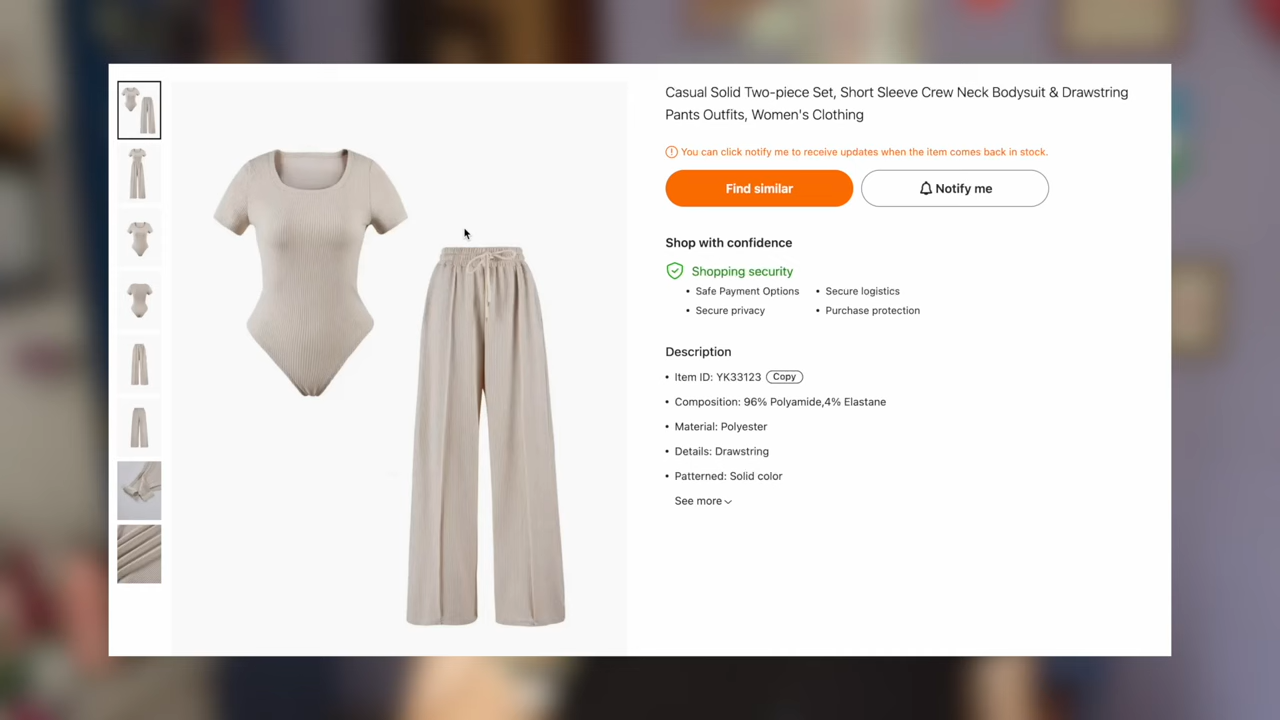 Casual Solid Two-piece Set, Short Sleeve Crew Neck Bodysuit & Drawstring
Pants Outfits, Women's Clothing
You can click notify me to receive updates when the item comes back in stock.
Find similar
Notify me
Shop with confidence
Shopping security
• Safe Payment Options
• Secure logistics
• Secure privacy
• Purchase protection
Description
• Item ID: YK33123 Copy
• Composition: 96% Polyamide,4% Elastane
• Material: Polyester
• Details: Drawstring
• Patterned: Solid color
See more